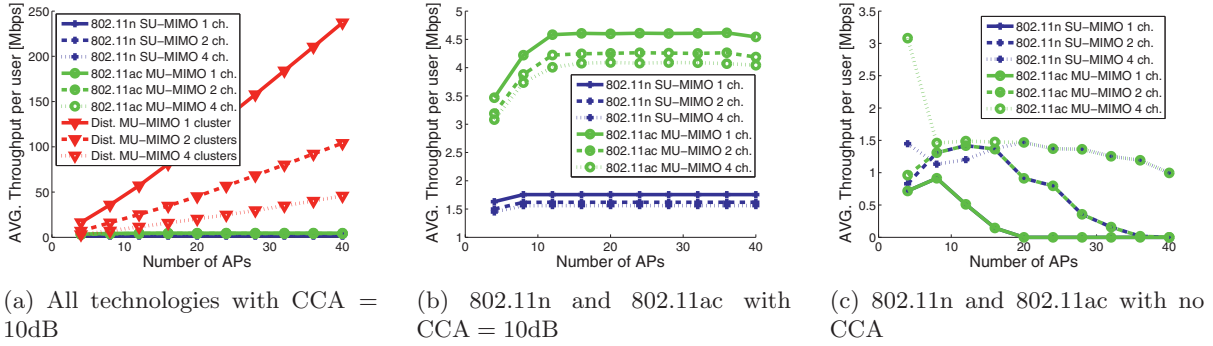 AVG. Throughput per user [Mbps]
250
200
150
100
50
0
0
10
20
30
40
Number of APs
802.11n SU−MIMO 1 ch.
802.11n SU−MIMO 2 ch.
802.11n SU−MIMO 4 ch.
802.11ac MU−MIMO 1 ch.
802.11ac MU−MIMO 2 ch.
802.11ac MU−MIMO 4 ch.
Dist. MU−MIMO 1 cluster
Dist. MU−MIMO 2 clusters
Dist. MU−MIMO 4 clusters
(a) All technologies with CCA =
10dB
AVG. Throughput per user [Mbps]
5
4.5
4
3.5
3
2.5
2
1.5
1
0
10
20
30
40
Number of APs
802.11n SU−MIMO 1 ch.
802.11n SU−MIMO 2 ch.
802.11n SU−MIMO 4 ch.
802.11ac MU−MIMO 1 ch.
802.11ac MU−MIMO 2 ch.
802.11ac MU−MIMO 4 ch.
(b) 802.11n and 802.11ac with
CCA = 10dB
AVG. Throughput per user [Mbps]
3.5
3
2.5
2
1.5
1
0.5
0
0
10
20
30
40
Number of APs
802.11n SU−MIMO 1 ch.
802.11n SU−MIMO 2 ch.
802.11n SU−MIMO 4 ch.
802.11ac MU−MIMO 1 ch.
802.11ac MU−MIMO 2 ch.
802.11ac MU−MIMO 4 ch.
(c) 802.11n and 802.11ac with no
CCA